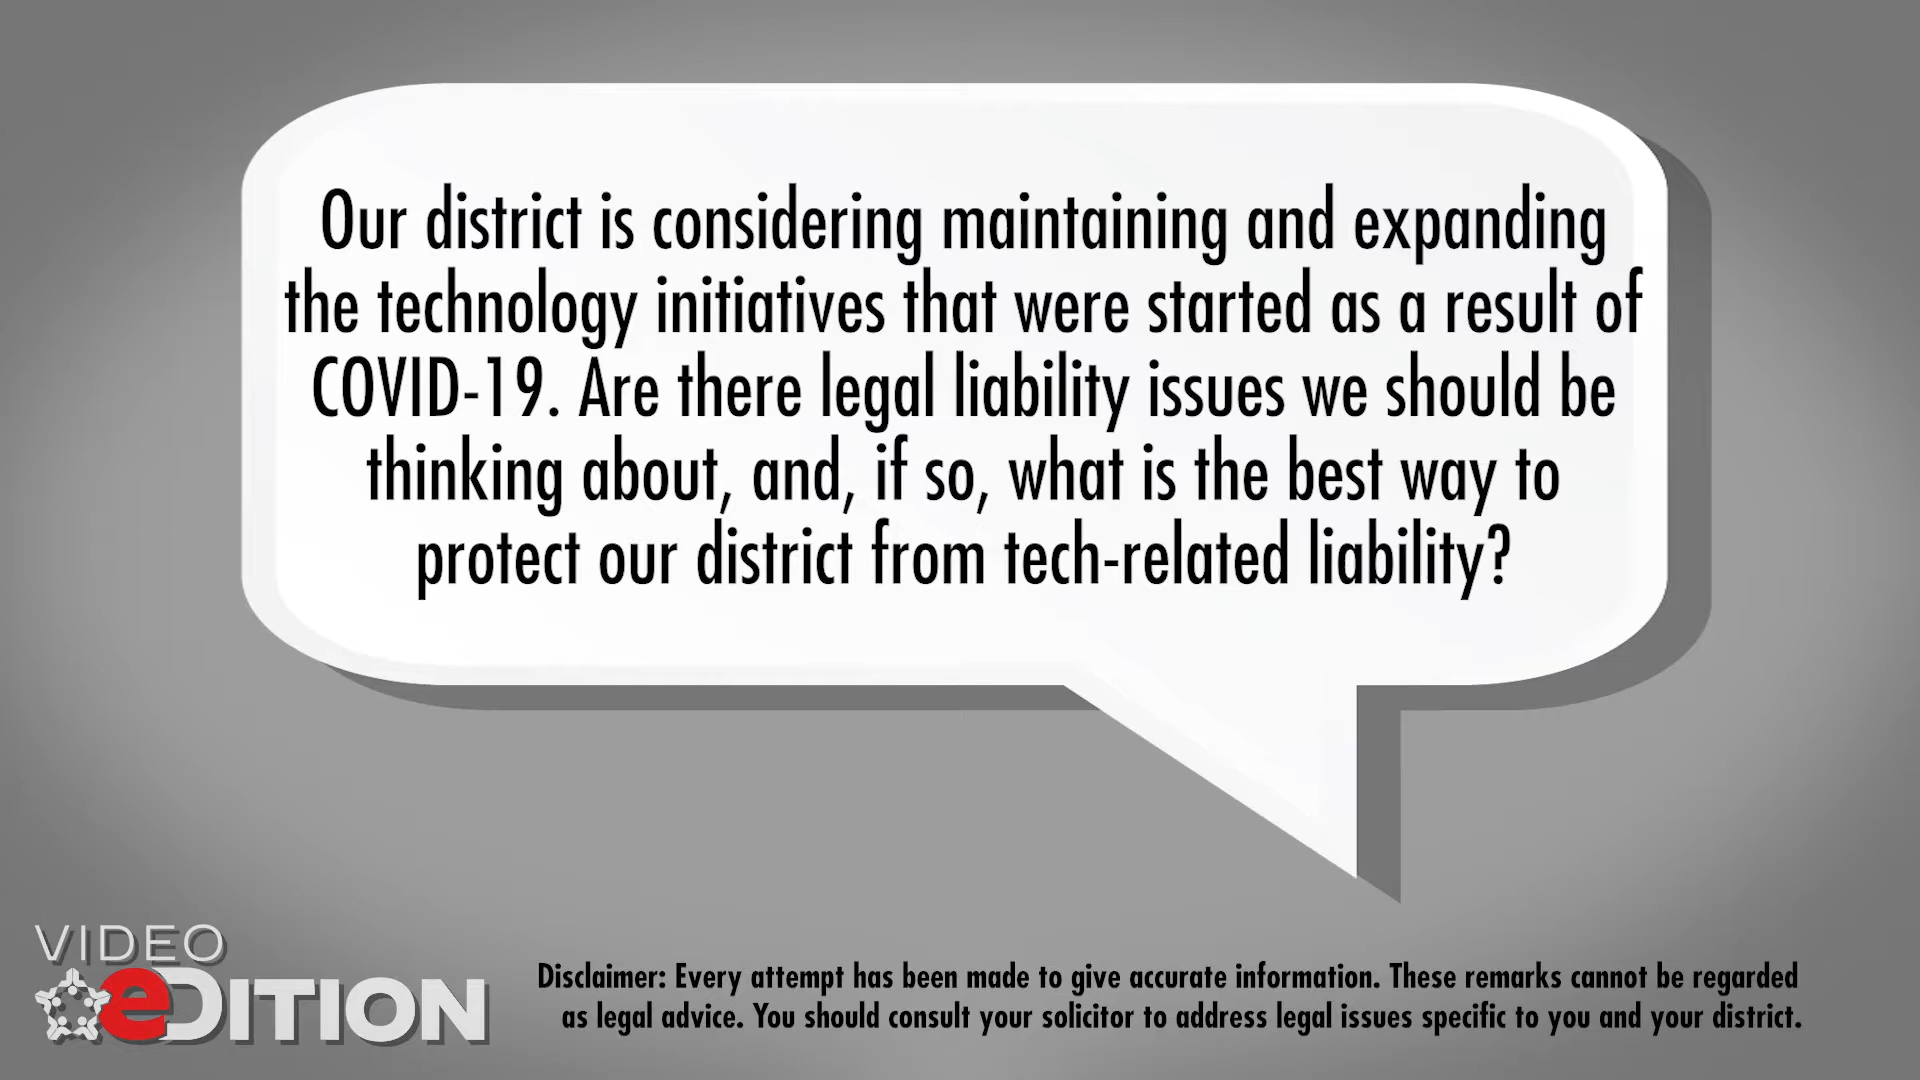 Our district is considering maintaining and expanding
the technology initiatives that were started as a result of
COVID-19. Are there legal liability issues we should be
thinking about, and, if so, what is the best way to
protect our district from tech-related liability?
VIDEO
eDITION
Disclaimer: Every attempt has been made to give accurate information. These remarks cannot be regarded
as legal advice. You should consult your solicitor to address legal issues specific to you and your district.